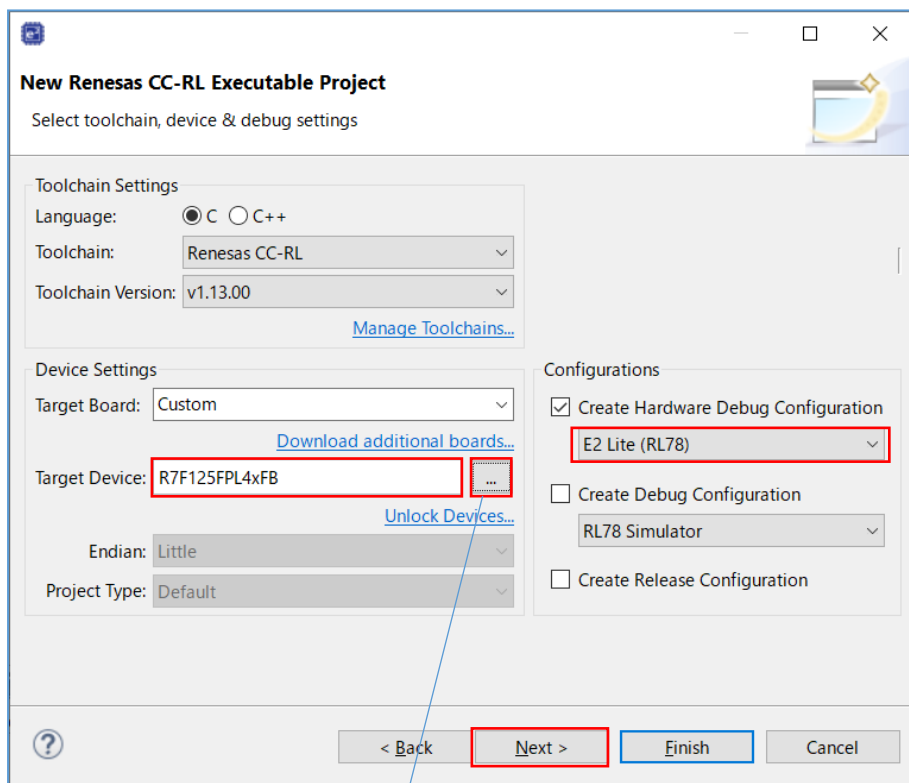 New Renesas CC-RL Executable Project
Select toolchain, device & debug settings
Toolchain Settings
Language: C C++
Toolchain: Renesas CC-RL
Toolchain Version: v1.13.00
Manage Toolchains...
Device Settings
Target Board: Custom
Download additional boards...
Target Device: R7F125FPL4xFB ...
Unlock Devices...
Endian: Little
Project Type: Default
Configurations
Create Hardware Debug Configuration
E2 Lite (RL78)
Create Debug Configuration
RL78 Simulator
Create Release Configuration
? < Back Next > Finish Cancel